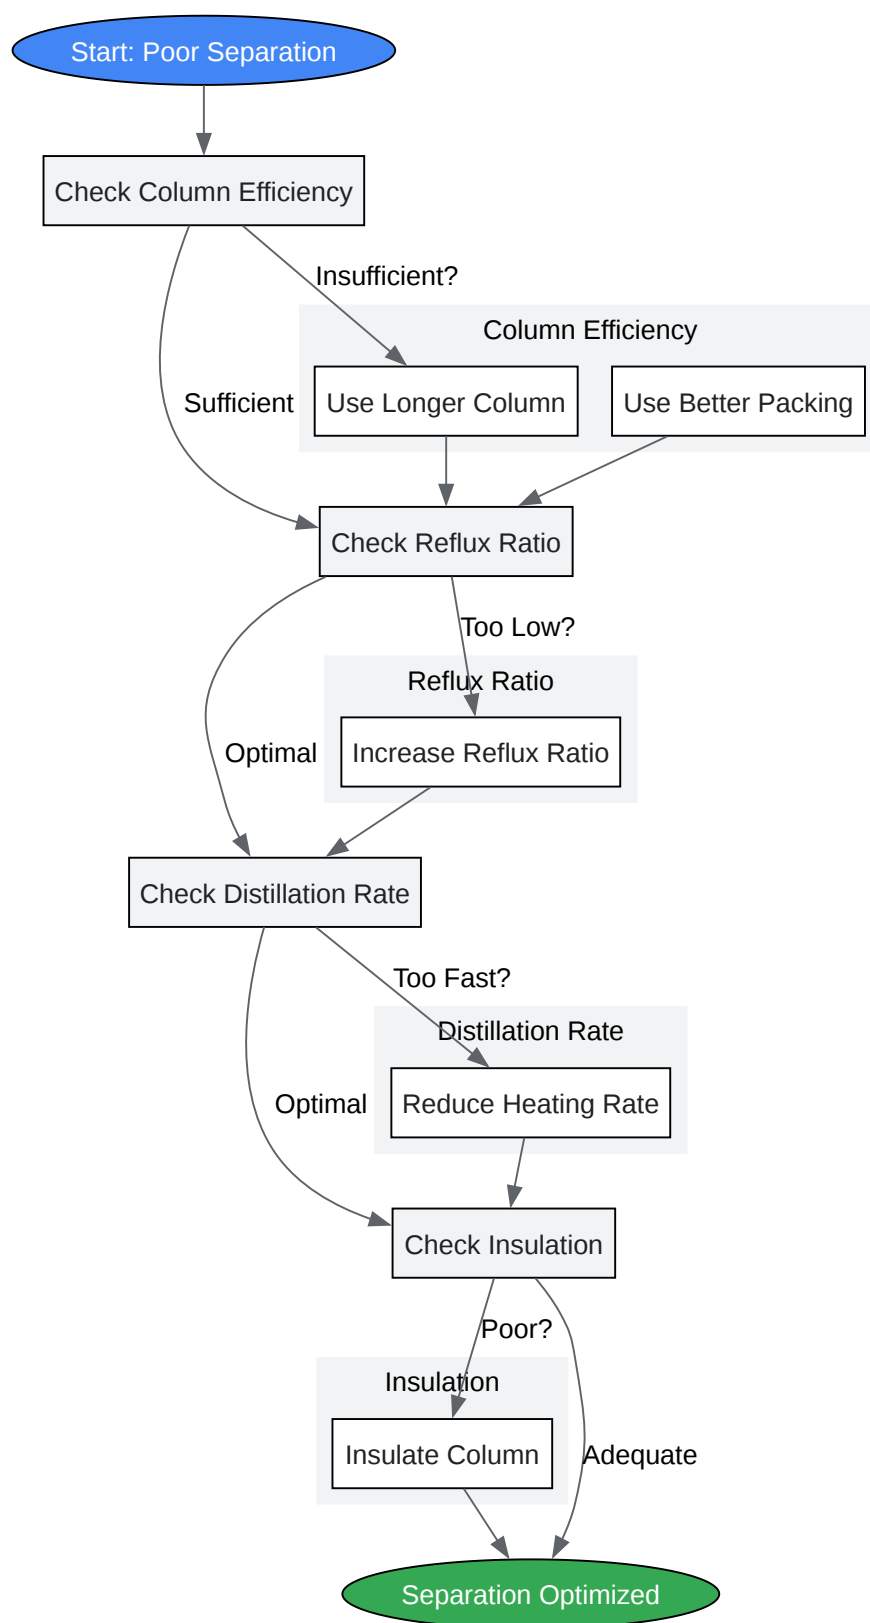 Start: Poor Separation
Check Column Efficiency
Insufficient?
Column Efficiency
Sufficient
Use Longer Column
Use Better Packing
Check Reflux Ratio
Too Low?
Reflux Ratio
Optimal
Increase Reflux Ratio
Check Distillation Rate
Too Fast?
Distillation Rate
Optimal
Reduce Heating Rate
Check Insulation
Poor?
Insulation
Insulate Column
Adequate
Separation Optimized